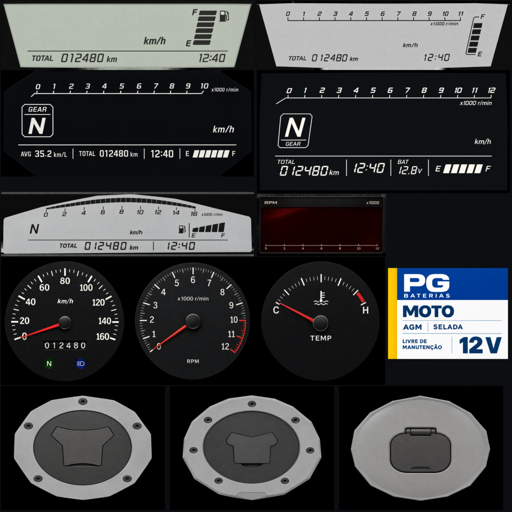 F
km/h
E
TOTAL 012480 km 12:40
0 1 2 3 4 5 6 7 8 9 10 11
x1000 r/min
F
km/h
E
TOTAL 012480 km 12:40
0 1 2 3 4 5 6 7 8 9 10
x1000 r/min
GEAR
N
km/h
AVG 35.2 km/L TOTAL 012480 km 12:40 E F
0 1 2 3 4 5 6 7 8 9 10 11 12
x1000 r/min
N
GEAR
km/h
TOTAL
012480 km 12:40 BAT 12.8V E F
0 2 4 6 8 10 12 14 16 x1000 r/min
N
E F
TOTAL 012480 km 12:40
RPM x1000
0 20 40 60 80 100 120 140 160
km/h
012480
N
0 1 2 3 4 5 6 7 8 9 10 11 12
x1000 r/min
RPM
C H
TEMP
PG
BATERIAS
MOTO
AGM SELADA
LIVRE DE
MANUTENÇÃO
12V